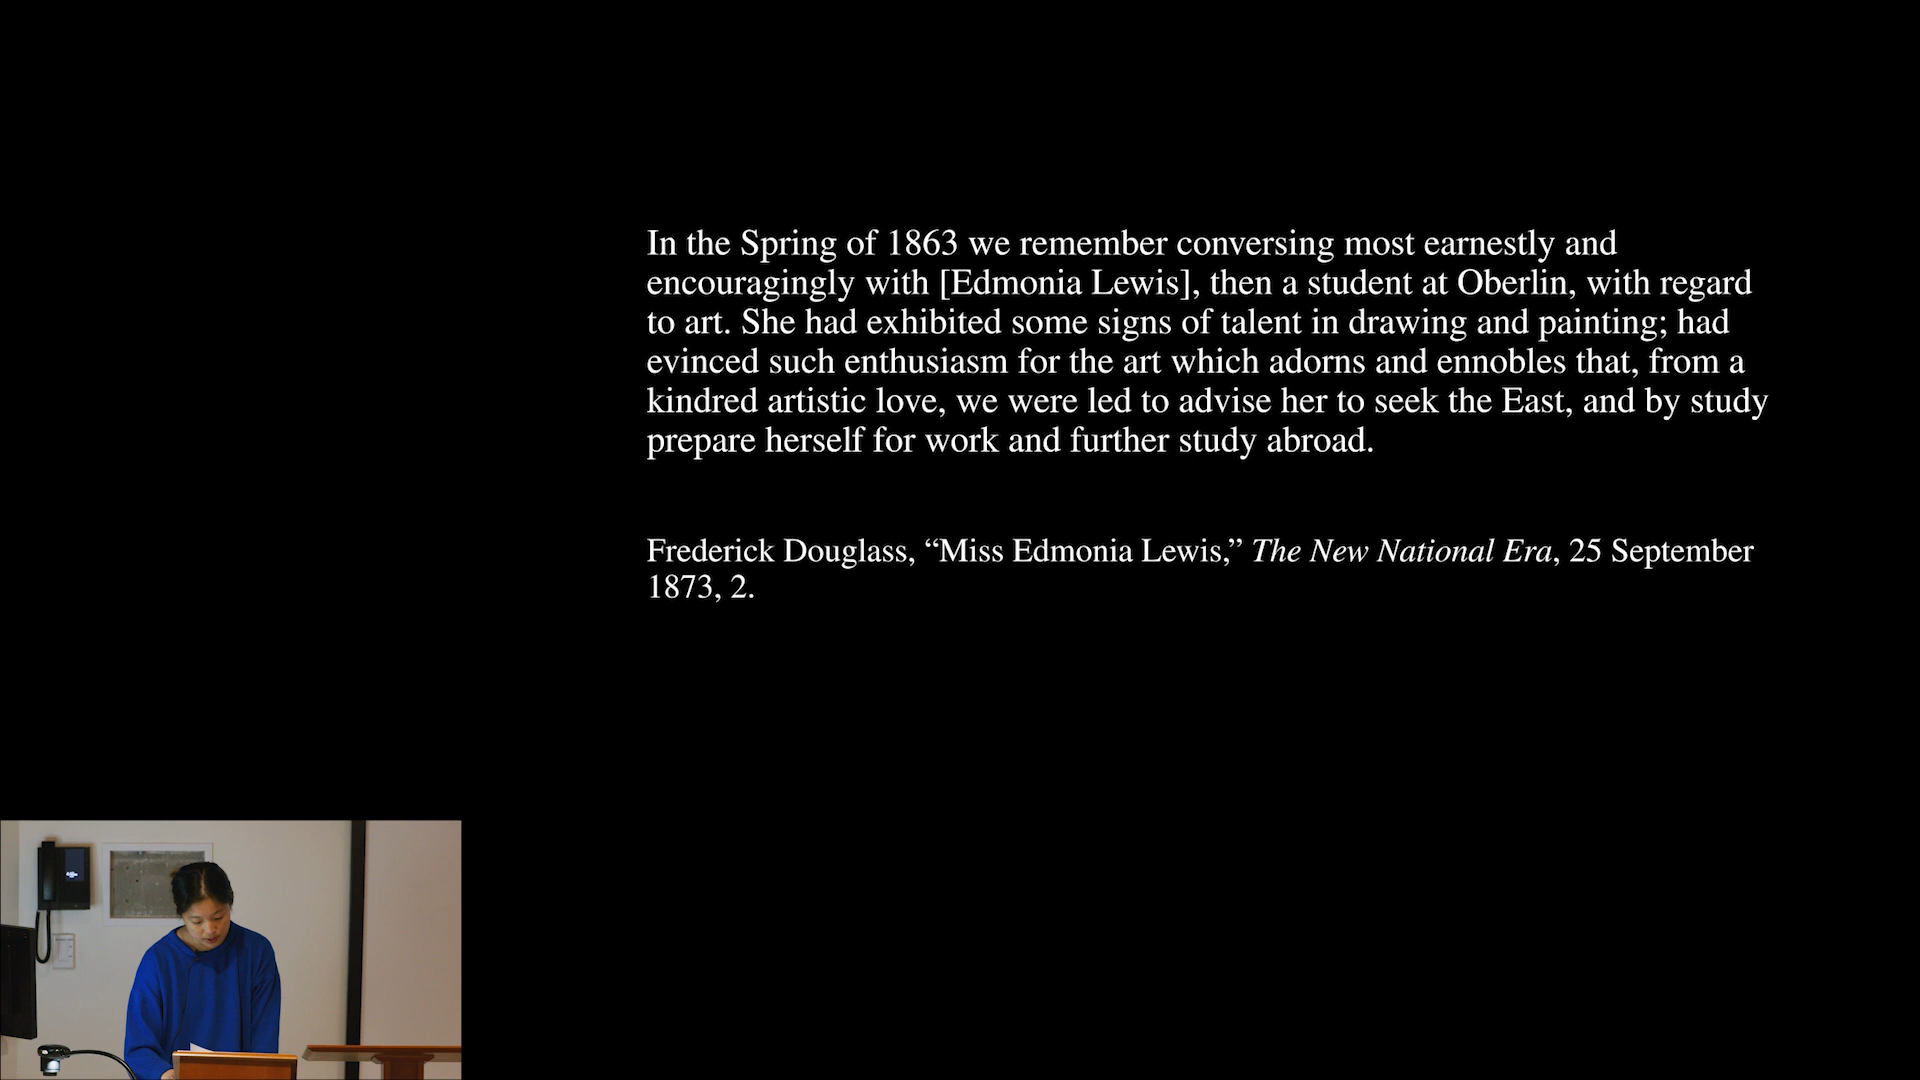 In the Spring of 1863 we remember conversing most earnestly and
encouragingly with [Edmonia Lewis], then a student at Oberlin, with regard
to art. She had exhibited some signs of talent in drawing and painting; had
evinced such enthusiasm for the art which adorns and ennobles that, from a
kindred artistic love, we were led to advise her to seek the East, and by study
prepare herself for work and further study abroad.
Frederick Douglass, “Miss Edmonia Lewis,” The New National Era, 25 September
1873, 2.